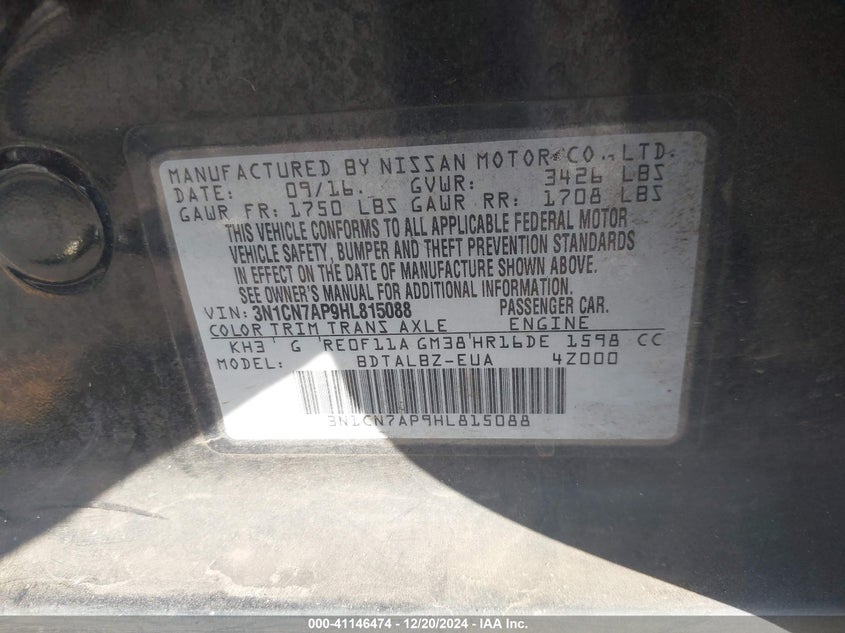 MANUFACTURED BY NISSAN MOTOR CO., LTD.
DATE: 09/16. GVWR: 3426 LBS
GAWR FR: 1750 LBS GAWR RR: 1708 LBS
THIS VEHICLE CONFORMS TO ALL APPLICABLE FEDERAL MOTOR
VEHICLE SAFETY, BUMPER AND THEFT PREVENTION STANDARDS
IN EFFECT ON THE DATE OF MANUFACTURE SHOWN ABOVE.
SEE OWNER'S MANUAL FOR ADDITIONAL INFORMATION.
VIN: 3N1CN7AP9HL815088 PASSENGER CAR.
COLOR TRIM TRANS AXLE ENGINE
KH3 G RE0F11A GM38 HR16DE 1598 CC
MODEL: BDTALBZ-EUA 4Z000
3N1CN7AP9HL815088
000-41146474 - 12/20/2024 - IAA Inc.